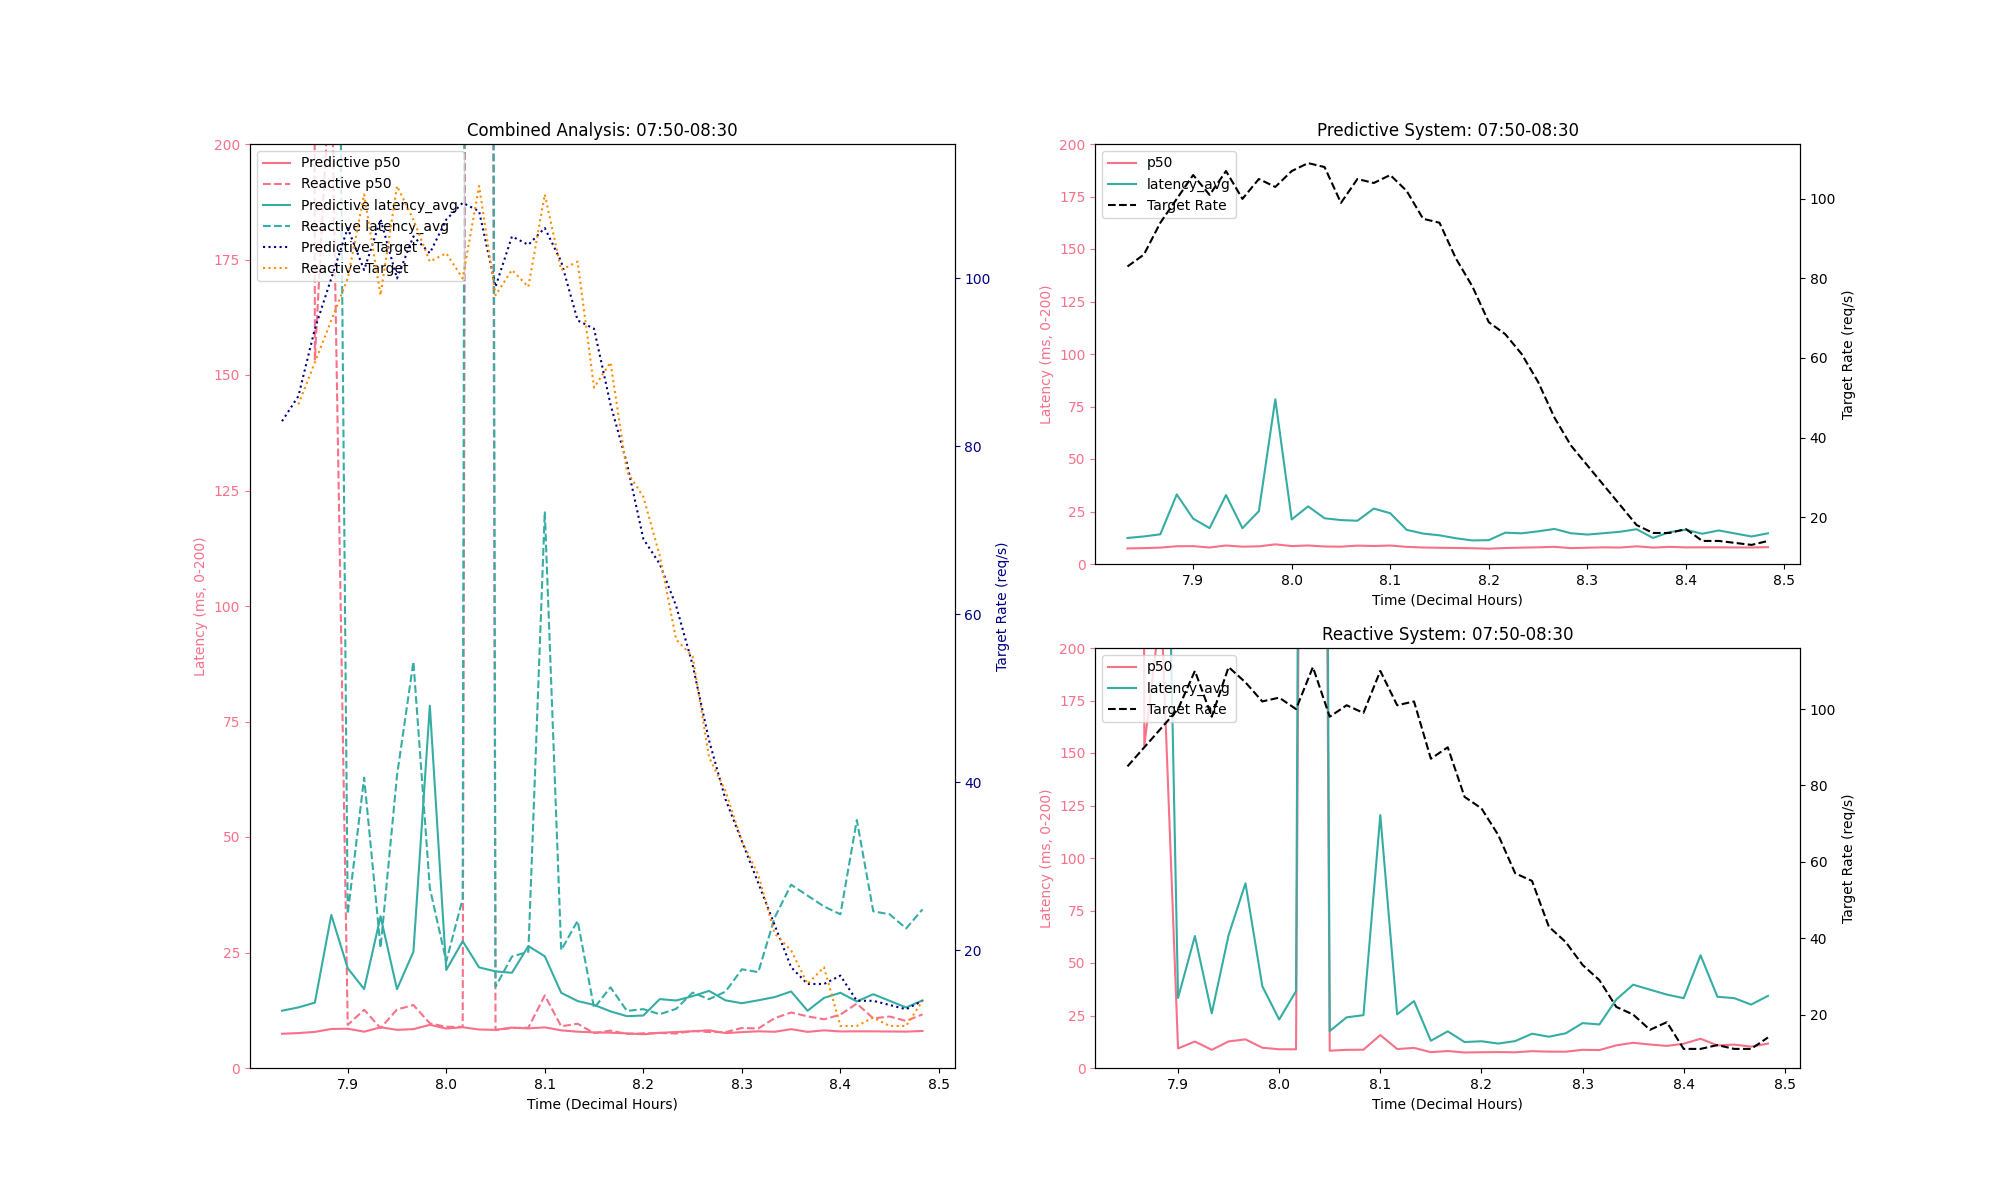 Combined Analysis: 07:50-08:30
Predictive p50
Reactive p50
Predictive latency_avg
Reactive latency_avg
Predictive Target
Reactive Target
200
175
150
125
100
75
50
25
0
Latency (ms, 0-200)
100
80
60
40
20
Target Rate (req/s)
7.9 8.0 8.1 8.2 8.3 8.4 8.5
Time (Decimal Hours)
Predictive System: 07:50-08:30
p50
latency_avg
Target Rate
200
175
150
125
100
75
50
25
0
Latency (ms, 0-200)
100
80
60
40
20
Target Rate (req/s)
7.9 8.0 8.1 8.2 8.3 8.4 8.5
Time (Decimal Hours)
Reactive System: 07:50-08:30
p50
latency_avg
Target Rate
200
175
150
125
100
75
50
25
0
Latency (ms, 0-200)
100
80
60
40
20
Target Rate (req/s)
7.9 8.0 8.1 8.2 8.3 8.4 8.5
Time (Decimal Hours)